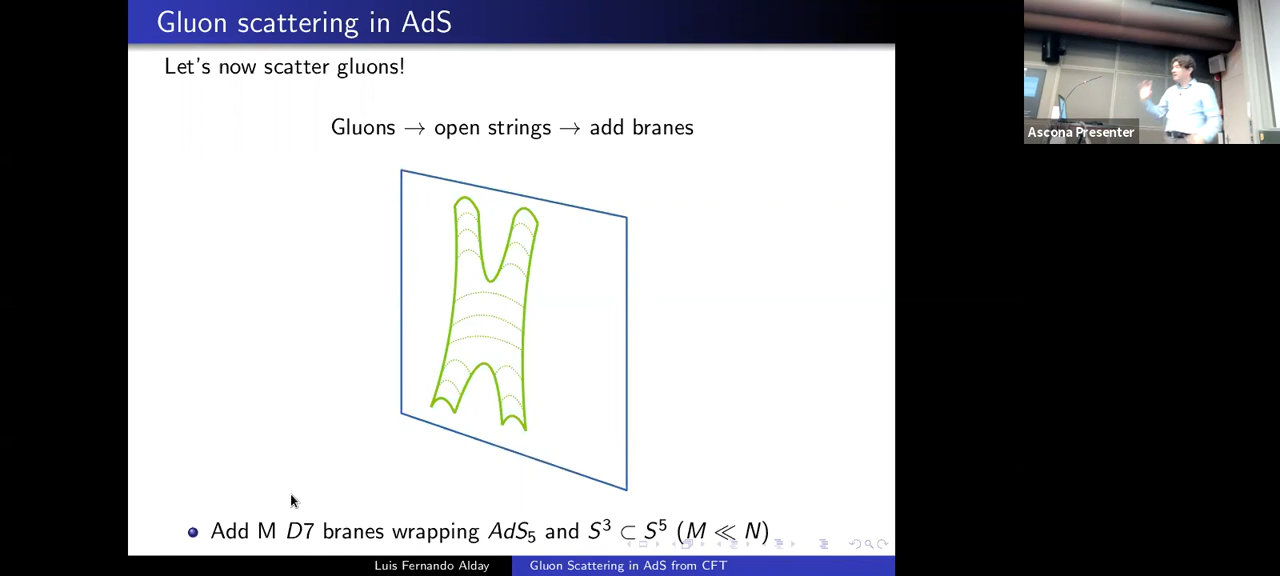 Gluon scattering in AdS
Let's now scatter gluons!
Gluons → open strings → add branes
Add M D7 branes wrapping AdS₅ and S³ ⊂ S⁵ (M ≪ N)
Luis Fernando Alday
Gluon Scattering in AdS from CFT
Ascona Presenter